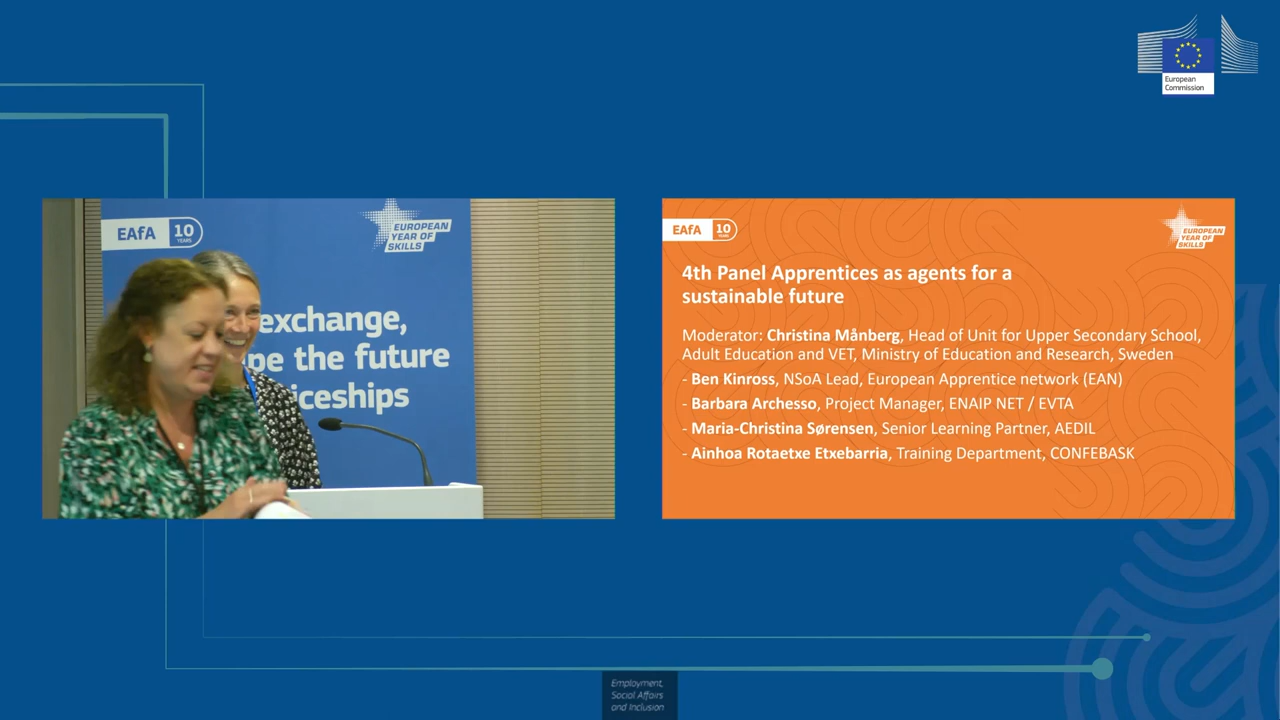 European
Commission
EAfA 10
YEARS
EUROPEAN
YEAR OF
SKILLS
exchange,
pe the future
iceships
EAfA 10
YEARS
EUROPEAN
YEAR OF
SKILLS
4th Panel Apprentices as agents for a
sustainable future
Moderator: Christina Månberg, Head of Unit for Upper Secondary School,
Adult Education and VET, Ministry of Education and Research, Sweden
- Ben Kinross, NSoA Lead, European Apprentice network (EAN)
- Barbara Archesso, Project Manager, ENAIP NET / EVTA
- Maria-Christina Sørensen, Senior Learning Partner, AEDIL
- Ainhoa Rotaetxe Etxebarria, Training Department, CONFEBASK
Employment,
Social Affairs
and Inclusion